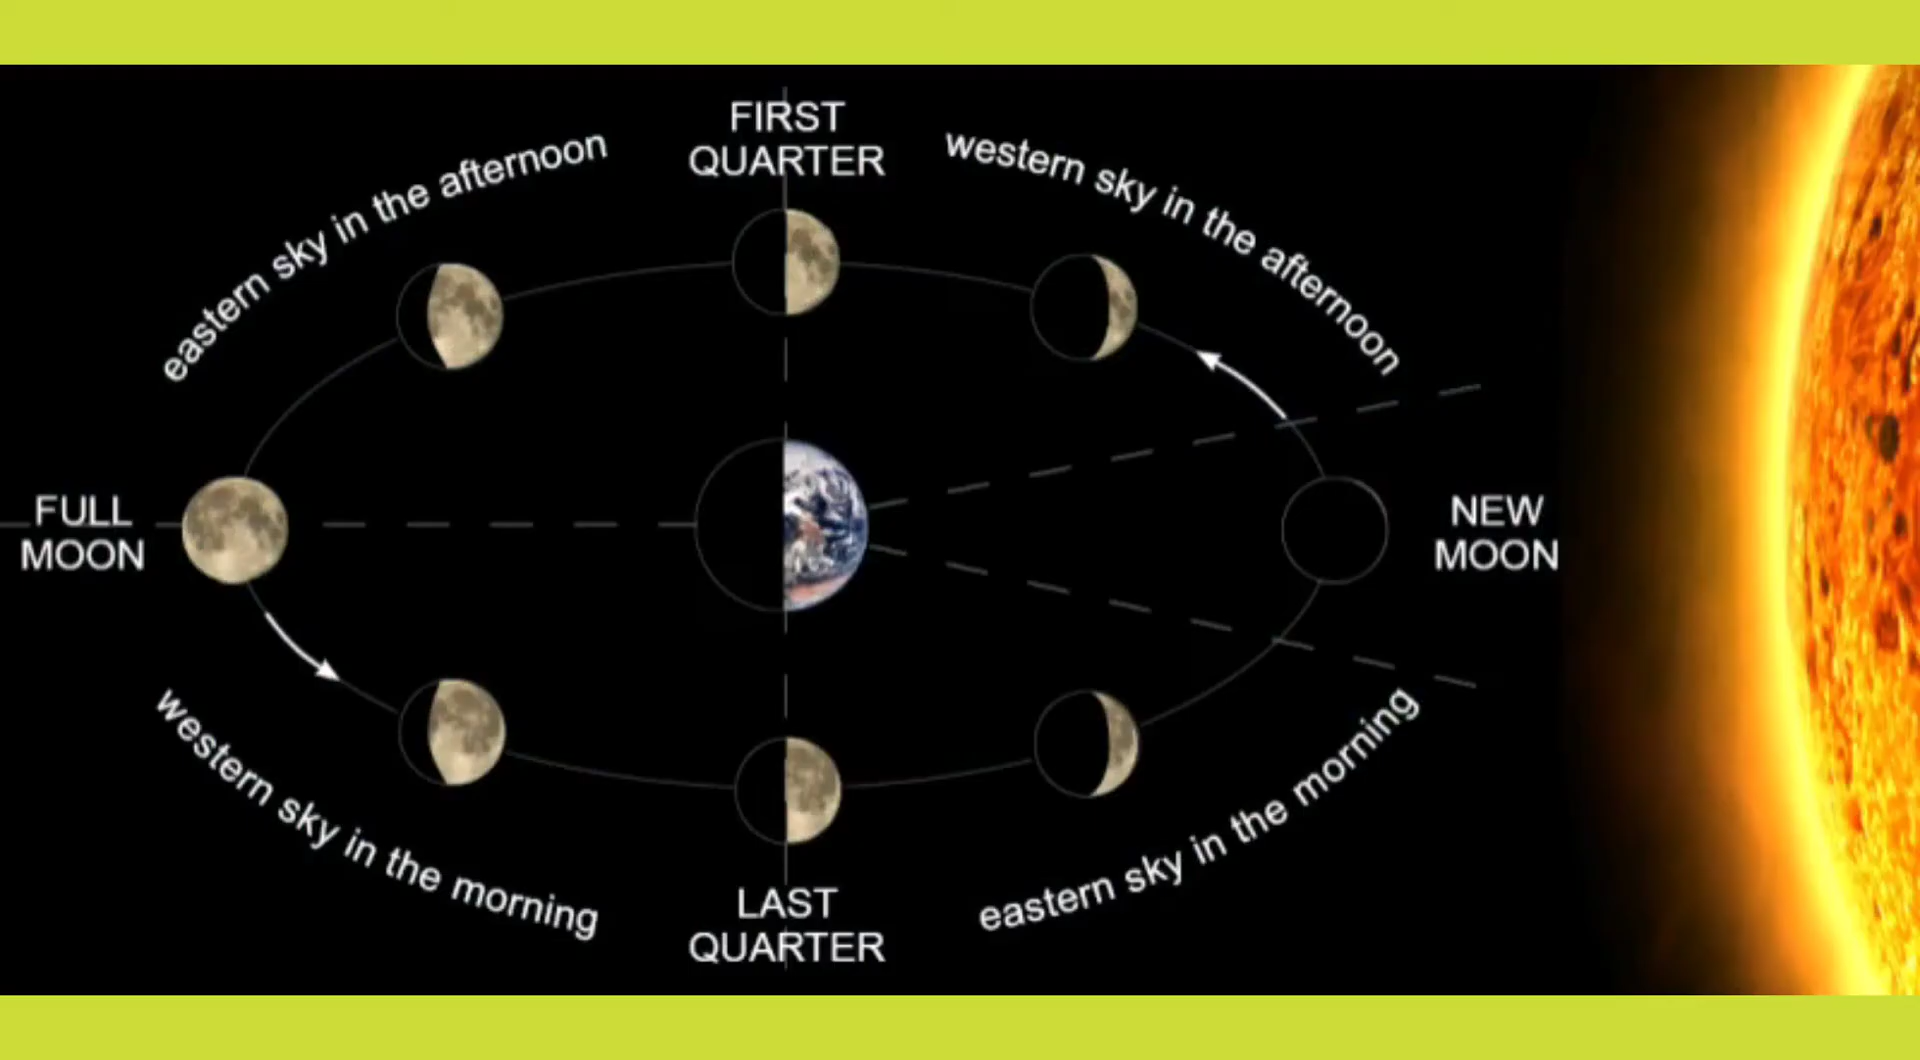 FIRST
QUARTER
eastern sky in the afternoon
western sky in the afternoon
FULL
MOON
NEW
MOON
western sky in the morning
eastern sky in the morning
LAST
QUARTER